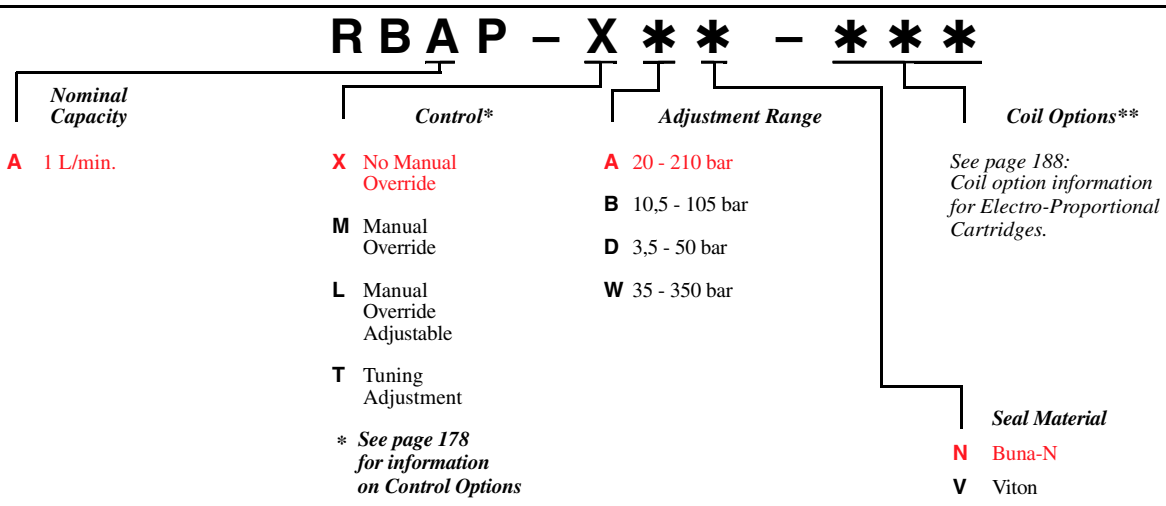 R B A P – X * * – * * *
Nominal
Capacity
A 1 L/min.
Control*
X No Manual
Override
M Manual
Override
L Manual
Override
Adjustable
T Tuning
Adjustment
* See page 178
for information
on Control Options
Adjustment Range
A 20 - 210 bar
B 10,5 - 105 bar
D 3,5 - 50 bar
W 35 - 350 bar
Coil Options**
See page 188:
Coil option information
for Electro-Proportional
Cartridges.
Seal Material
N Buna-N
V Viton